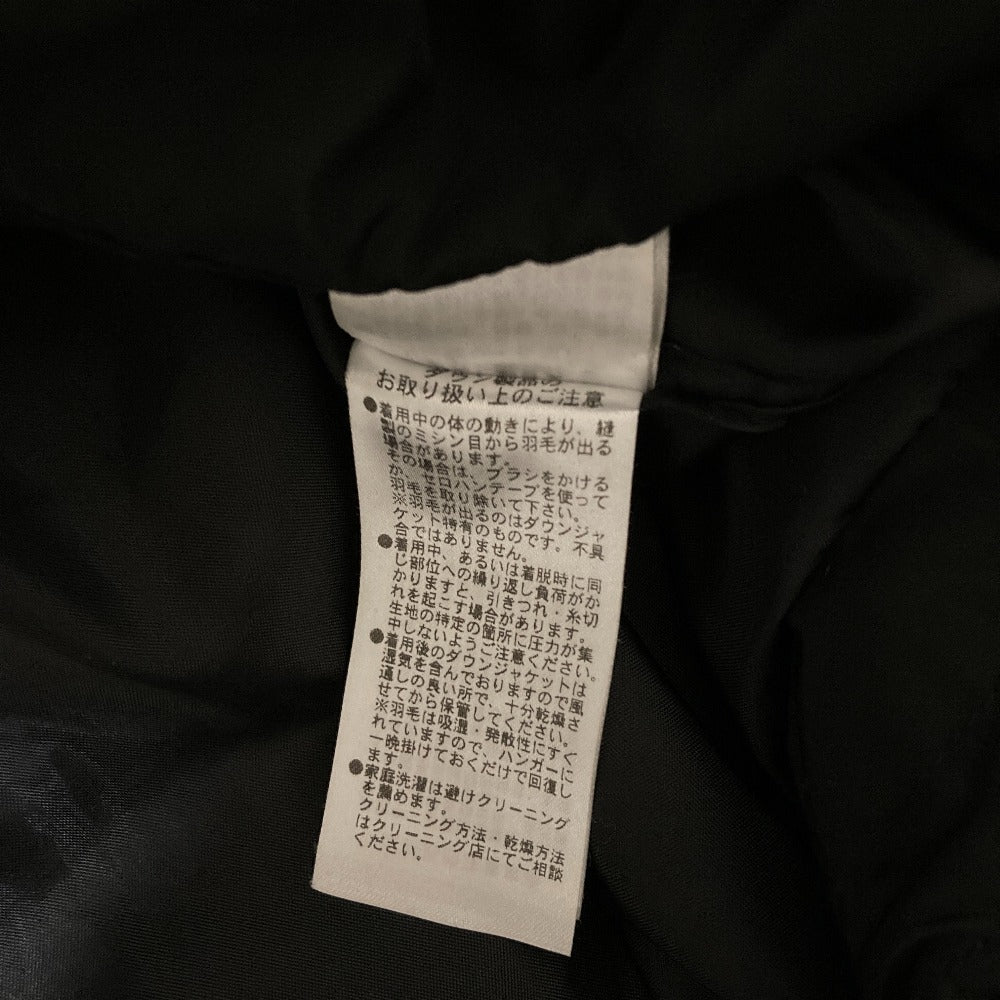 ダウン製品の
お取り扱い上のご注意
●着用中の体の動きにより、縫
製のミシン目から羽毛が出る
場合があります。
その場合は、ブラシをかける
か、セロハンテープを使って
羽毛を取り除いて下さい。
※羽毛が出るのはダウンジャ
ケット特有のものです。不具
合ではありません。
●着用中、あるいは着脱時に同
じ部位への繰り返し負荷がか
かりますと、引きつれ・糸切
れを起こす場合があります。
生地の特定箇所に圧力が集
中しないようご注意ください。
●着用後のダウンジャケットは
湿気を含んでおりますので風
通しの良い所で、十分乾燥さ
せてから保管してください。
※羽毛は吸湿・発散性にすぐ
れていますので、ハンガーに
一晩掛けておくだけで回復し
ます。
●家庭洗濯は避けクリーニング
を薦めます。
クリーニング方法・乾燥方法
はクリーニング店にてご相談
ください。